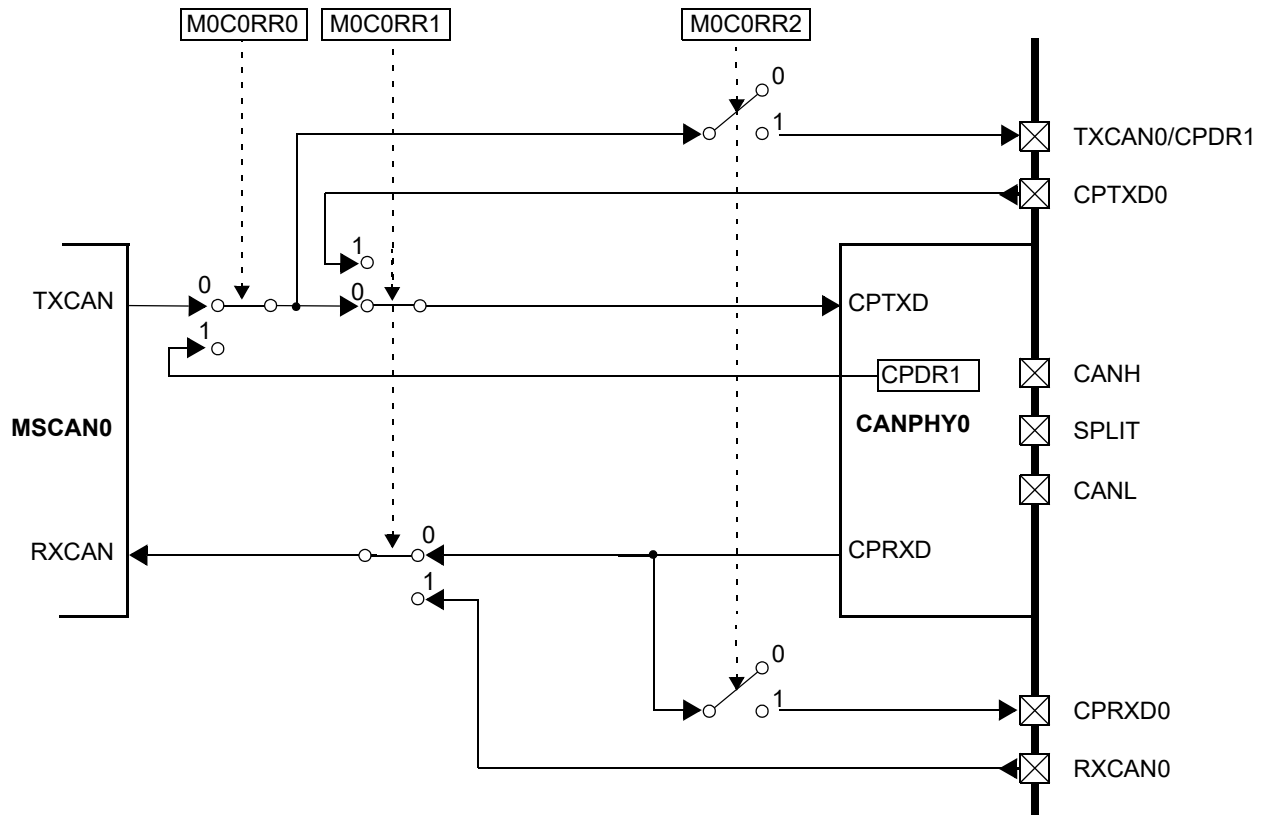 M0C0RR0
M0C0RR1
M0C0RR2
0
1
TXCAN0/CPDR1
CPTXD0
1
TXCAN
0
0
CPTXD
1
CPDR1
CANH
MSCAN0
CANPHY0
SPLIT
CANL
RXCAN
0
CPRXD
1
0
1
CPRXD0
RXCAN0